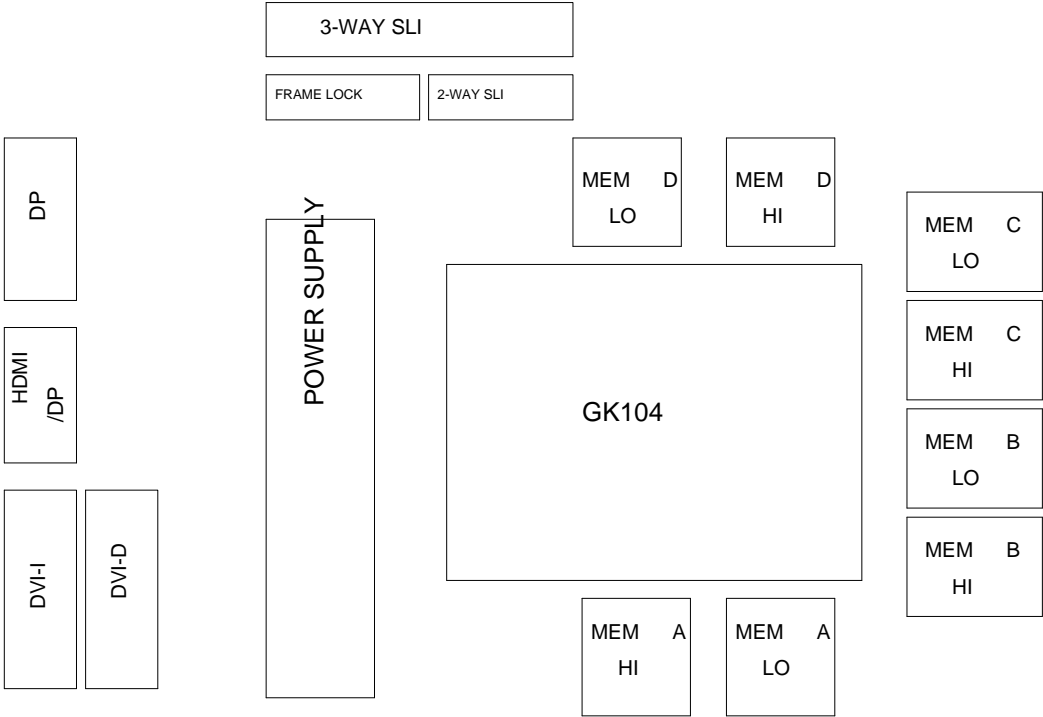 3-WAY SLI
FRAME LOCK
2-WAY SLI
DP
HDMI
/DP
DVI-I
DVI-D
POWER SUPPLY
MEM D
LO
MEM D
HI
GK104
MEM C
LO
MEM C
HI
MEM B
LO
MEM B
HI
MEM A
HI
MEM A
LO